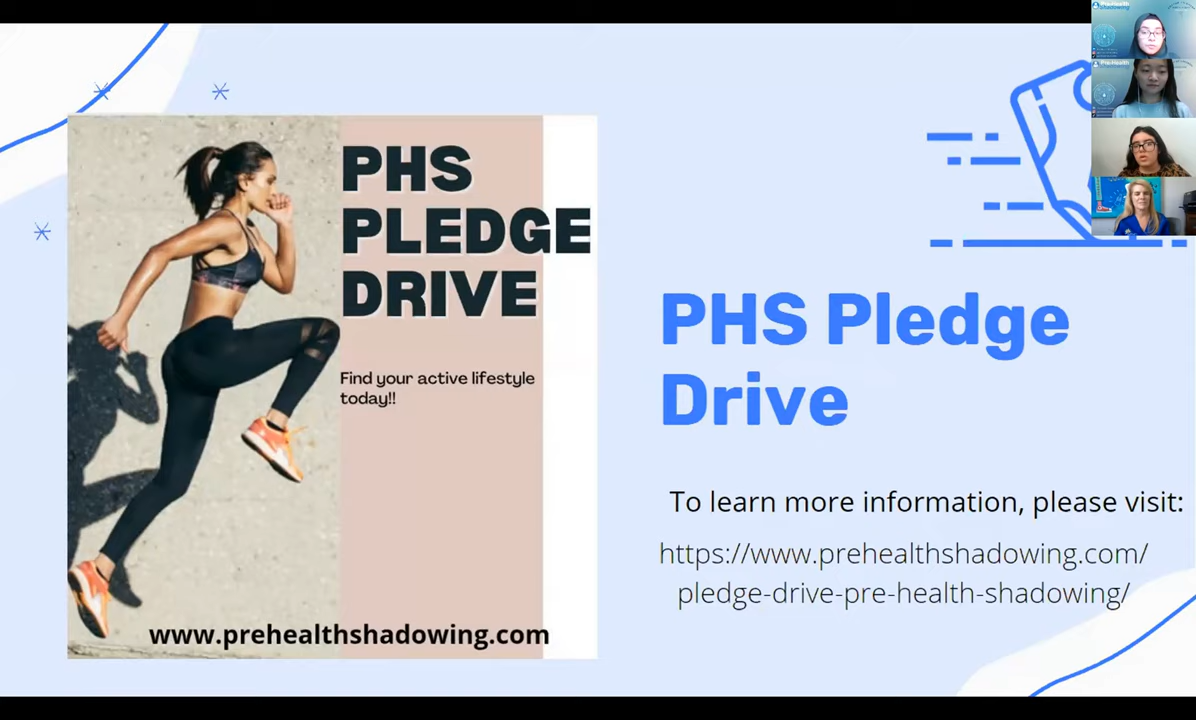 PHS
PLEDGE
DRIVE
Find your active lifestyle
today!!
www.prehealthshadowing.com
PHS Pledge
Drive
To learn more information, please visit:
https://www.prehealthshadowing.com/
pledge-drive-pre-health-shadowing/